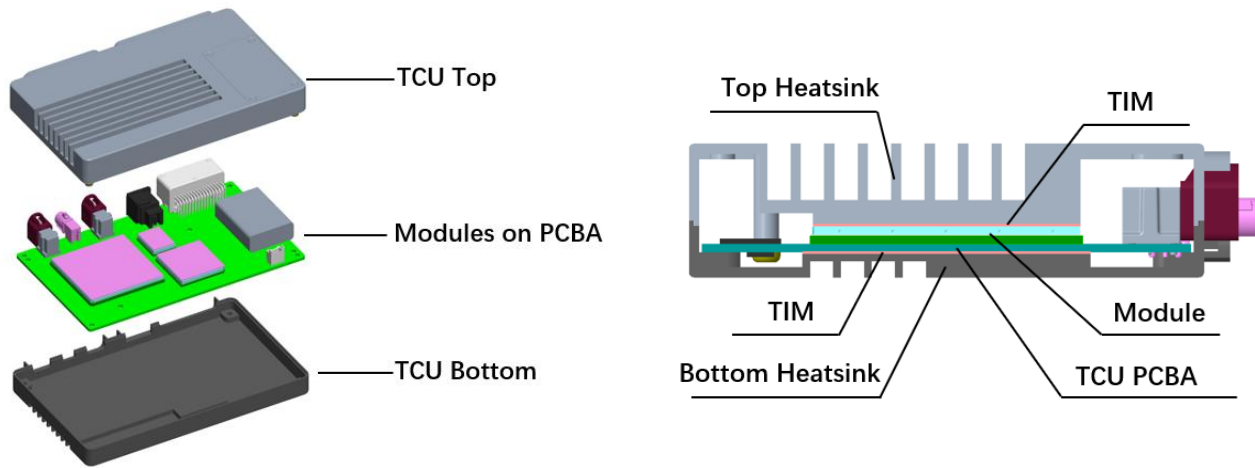 TCU Top
Modules on PCBA
TCU Bottom
Top Heatsink
TIM
TIM
Module
Bottom Heatsink
TCU PCBA